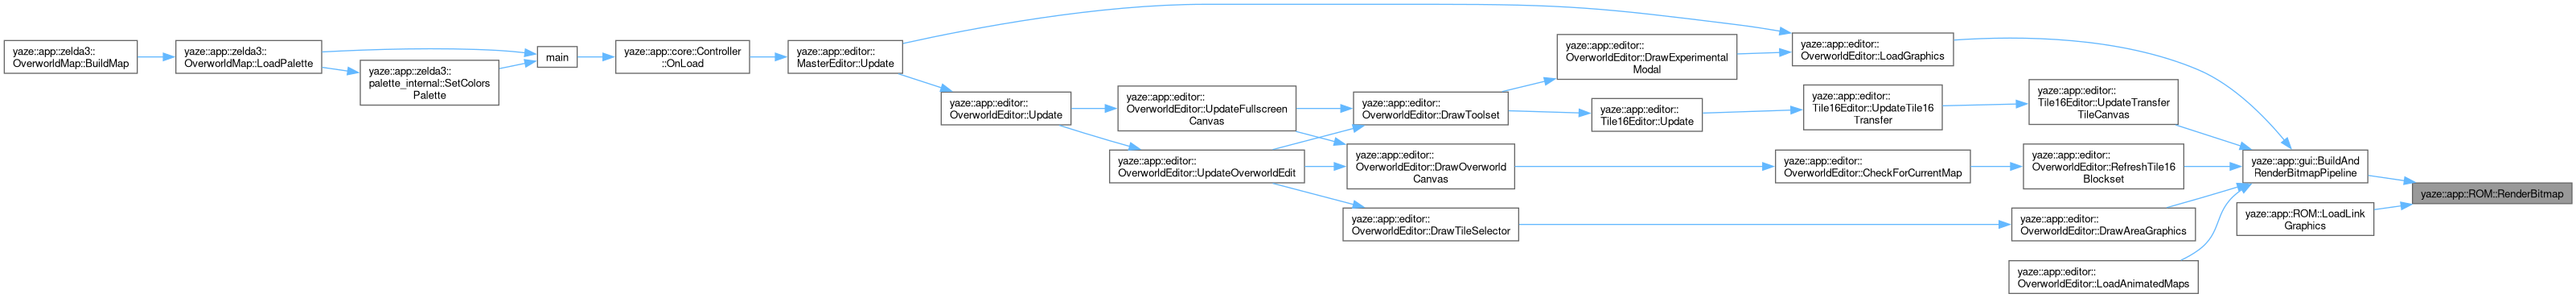 yaze::app::zelda3::
OverworldMap::BuildMap
yaze::app::zelda3::
OverworldMap::LoadPalette
yaze::app::zelda3::
palette_internal::SetColors
Palette
main
yaze::app::core::Controller
::OnLoad
yaze::app::editor::
MasterEditor::Update
yaze::app::editor::
OverworldEditor::Update
yaze::app::editor::
OverworldEditor::UpdateFullscreen
Canvas
yaze::app::editor::
OverworldEditor::UpdateOverworldEdit
yaze::app::editor::
OverworldEditor::DrawToolset
yaze::app::editor::
OverworldEditor::DrawOverworld
Canvas
yaze::app::editor::
OverworldEditor::DrawTileSelector
yaze::app::editor::
OverworldEditor::DrawExperimental
Modal
yaze::app::editor::
Tile16Editor::Update
yaze::app::editor::
OverworldEditor::LoadGraphics
yaze::app::editor::
Tile16Editor::UpdateTile16
Transfer
yaze::app::editor::
OverworldEditor::CheckForCurrentMap
yaze::app::editor::
Tile16Editor::UpdateTransfer
TileCanvas
yaze::app::editor::
OverworldEditor::RefreshTile16
Blockset
yaze::app::editor::
OverworldEditor::DrawAreaGraphics
yaze::app::editor::
OverworldEditor::LoadAnimatedMaps
yaze::app::gui::BuildAnd
RenderBitmapPipeline
yaze::app::ROM::LoadLink
Graphics
yaze::app::ROM::RenderBitmap